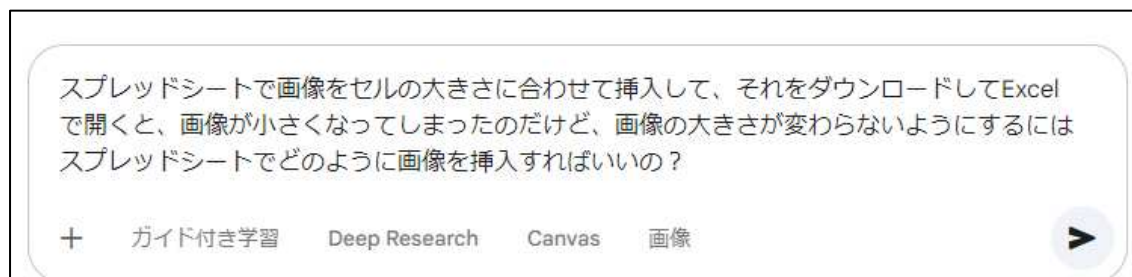 スプレッドシートで画像をセルの大きさに合わせて挿入して、それをダウンロードしてExcel
で開くと、画像が小さくなってしまったのだけど、画像の大きさが変わらないようにするには
スプレッドシートでどのように画像を挿入すればいいの？
ガイド付き学習 Deep Research Canvas 画像